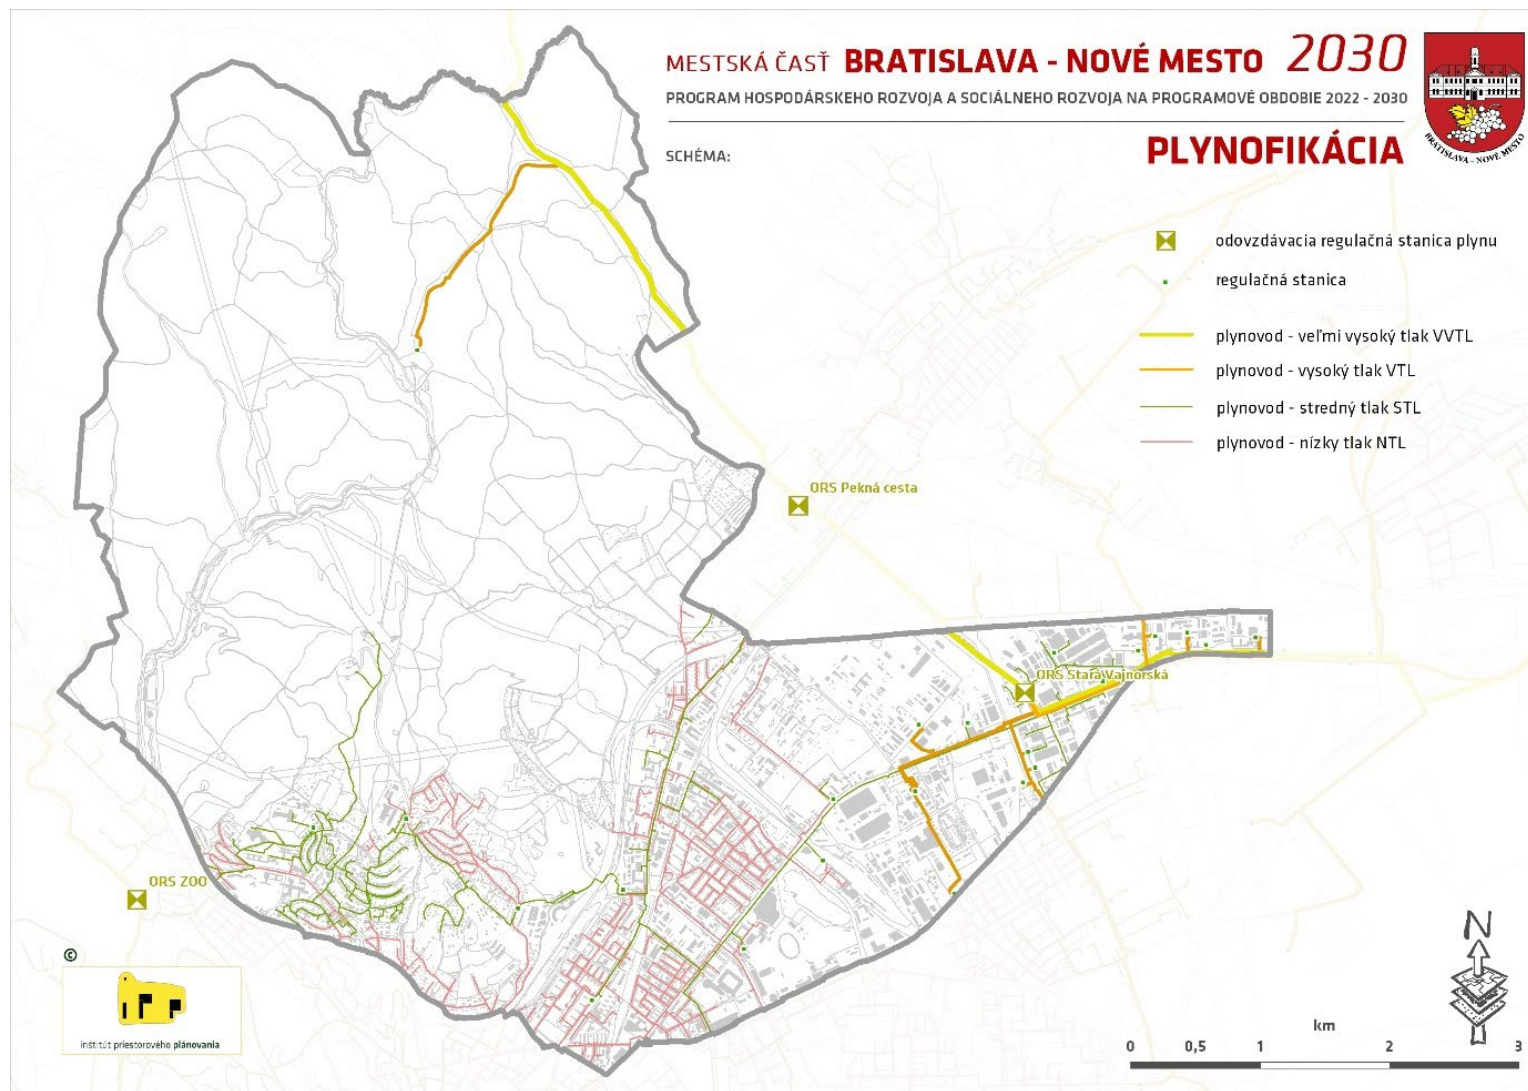 MESTSKÁ ČASŤ BRATISLAVA - NOVÉ MESTO 2030
PROGRAM HOSPODÁRSKEHO ROZVOJA A SOCIÁLNEHO ROZVOJA NA PROGRAMOVÉ OBDOBIE 2022 - 2030
SCHÉMA:
PLYNOFIKÁCIA
BRATISLAVA - NOVÉ MESTO
odovzdávacia regulačná stanica plynu
regulačná stanica
plynovod - veľmi vysoký tlak VVTL
plynovod - vysoký tlak VTL
plynovod - stredný tlak STL
plynovod - nízky tlak NTL
ORS Pekná cesta
ORS Stará Vajnorská
ORS ZOO
©
inštitút priestorového plánovania
N
km
0 0,5 1 2 3